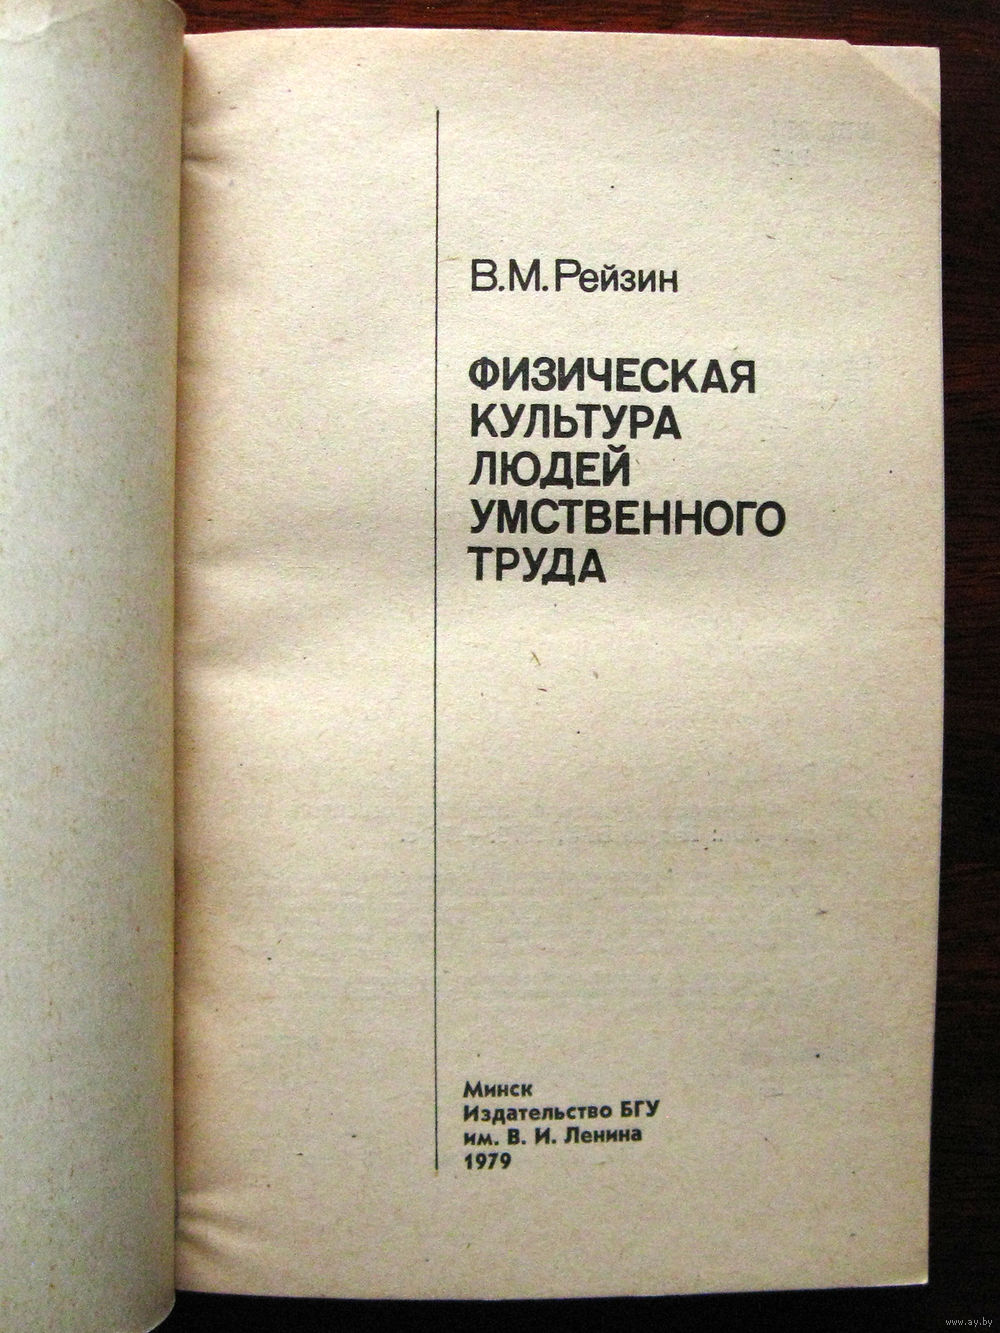 В.М.Рейзин
ФИЗИЧЕСКАЯ
КУЛЬТУРА
ЛЮДЕЙ
УМСТВЕННОГО
ТРУДА
Минск
Издательство БГУ
им. В. И. Ленина
1979
www.ay.by